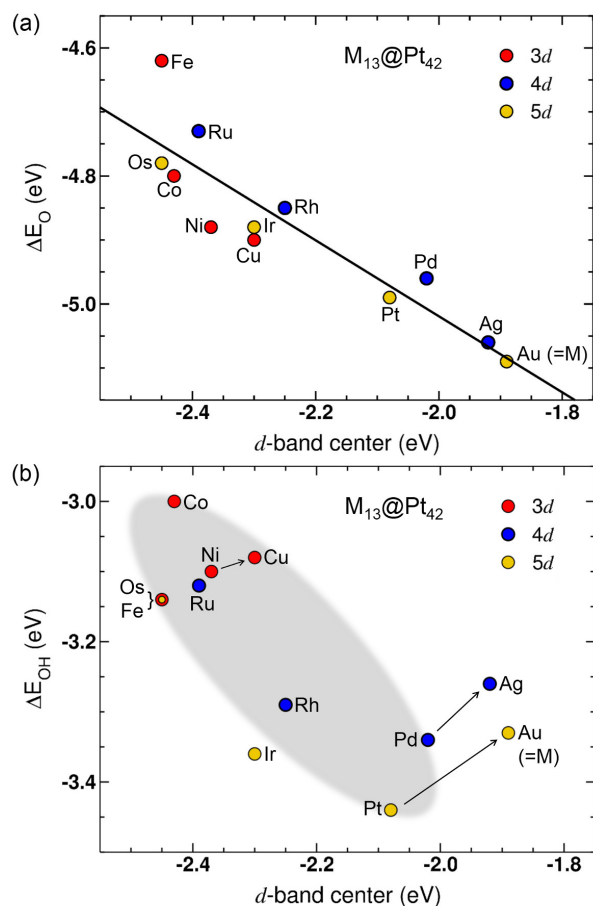 (a)
M₁₃@Pt₄₂
3d
4d
5d
Fe
Ru
Os
Co
Rh
Ni
Ir
Cu
Pd
Pt
Ag
Au (=M)
ΔE_O (eV)
-4.6
-4.8
-5.0
-2.4 -2.2 -2.0 -1.8
d-band center (eV)
(b)
M₁₃@Pt₄₂
3d
4d
5d
Co
Ni
Cu
Os
Fe
Ru
Rh
Ag
Pd
Ir
Au
(=M)
Pt
ΔE_OH (eV)
-3.0
-3.2
-3.4
-2.4 -2.2 -2.0 -1.8
d-band center (eV)